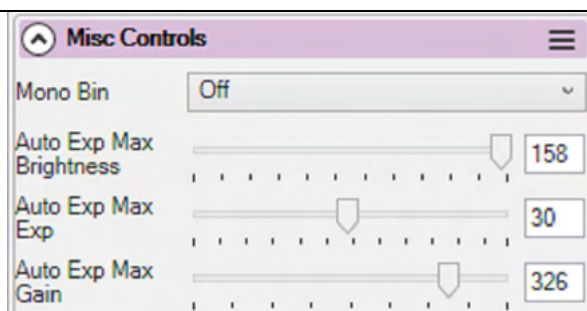 Misc Controls
Mono Bin
Off
Auto Exp Max
Brightness
158
Auto Exp Max
Exp
30
Auto Exp Max
Gain
326